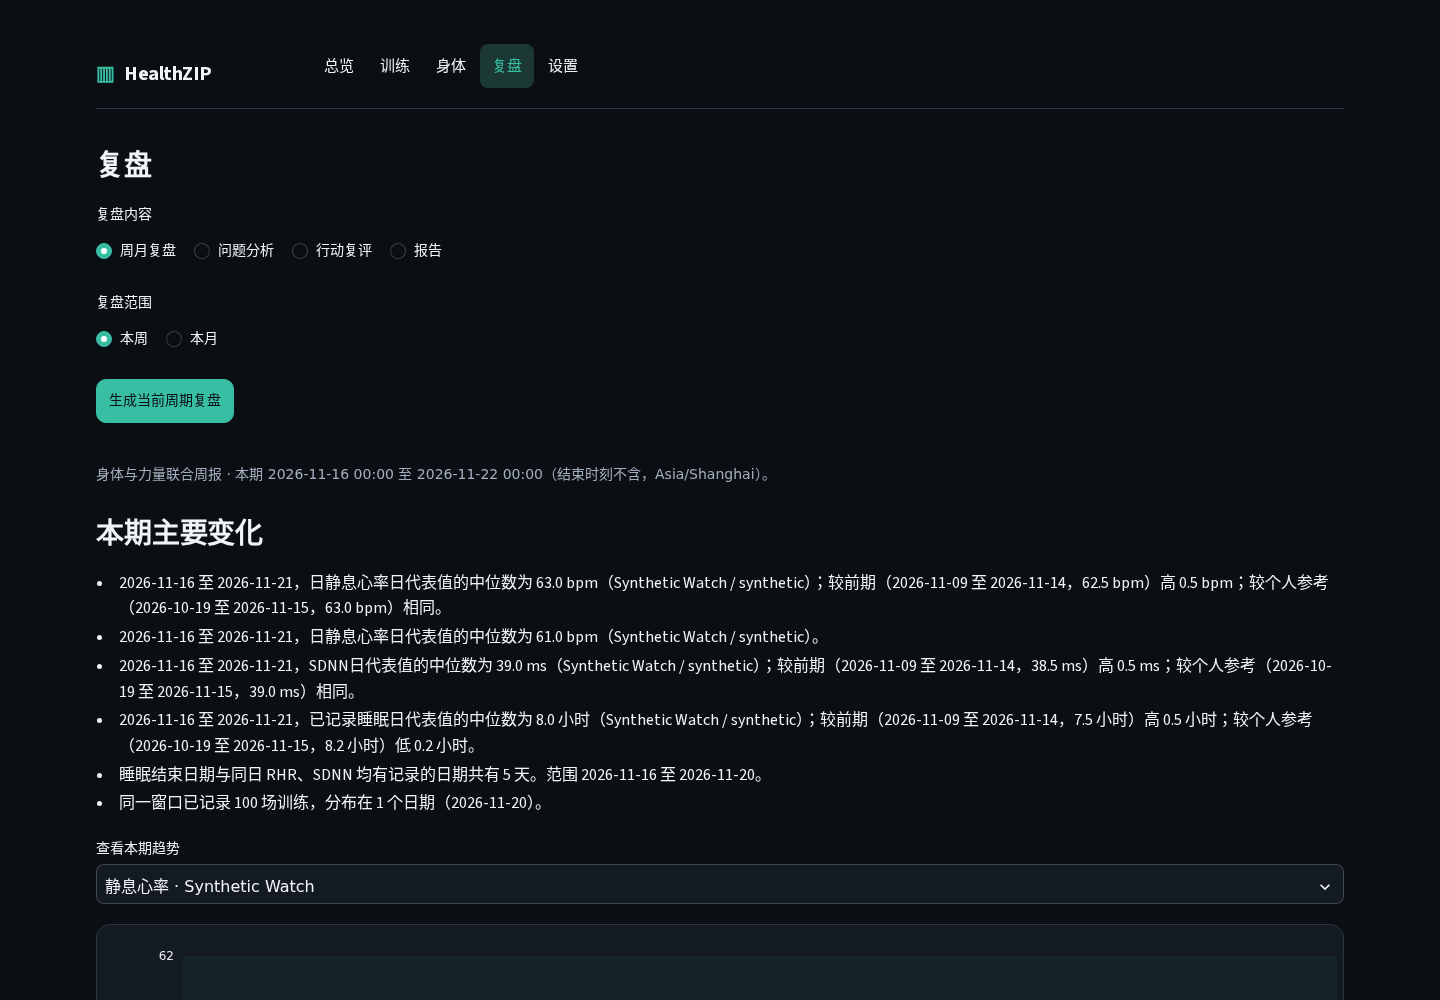 HealthZIP
总览 训练 身体 复盘 设置
复盘
复盘内容
周月复盘 问题分析 行动复评 报告
复盘范围
本周 本月
生成当前周期复盘
身体与力量联合周报 · 本期 2026-11-16 00:00 至 2026-11-22 00:00（结束时刻不含，Asia/Shanghai）。
本期主要变化
2026-11-16 至 2026-11-21，日静息心率日代表值的中位数为 63.0 bpm（Synthetic Watch / synthetic）；较前期（2026-11-09 至 2026-11-14，62.5 bpm）高 0.5 bpm；较个人参考
（2026-10-19 至 2026-11-15，63.0 bpm）相同。
2026-11-16 至 2026-11-21，日静息心率日代表值的中位数为 61.0 bpm（Synthetic Watch / synthetic）。
2026-11-16 至 2026-11-21，SDNN日代表值的中位数为 39.0 ms（Synthetic Watch / synthetic）；较前期（2026-11-09 至 2026-11-14，38.5 ms）高 0.5 ms；较个人参考（2026-10-
19 至 2026-11-15，39.0 ms）相同。
2026-11-16 至 2026-11-21，已记录睡眠日代表值的中位数为 8.0 小时（Synthetic Watch / synthetic）；较前期（2026-11-09 至 2026-11-14，7.5 小时）高 0.5 小时；较个人参考
（2026-10-19 至 2026-11-15，8.2 小时）低 0.2 小时。
睡眠结束日期与同日 RHR、SDNN 均有记录的日期共有 5 天。范围 2026-11-16 至 2026-11-20。
同一窗口已记录 100 场训练，分布在 1 个日期（2026-11-20）。
查看本期趋势
静息心率 · Synthetic Watch
62